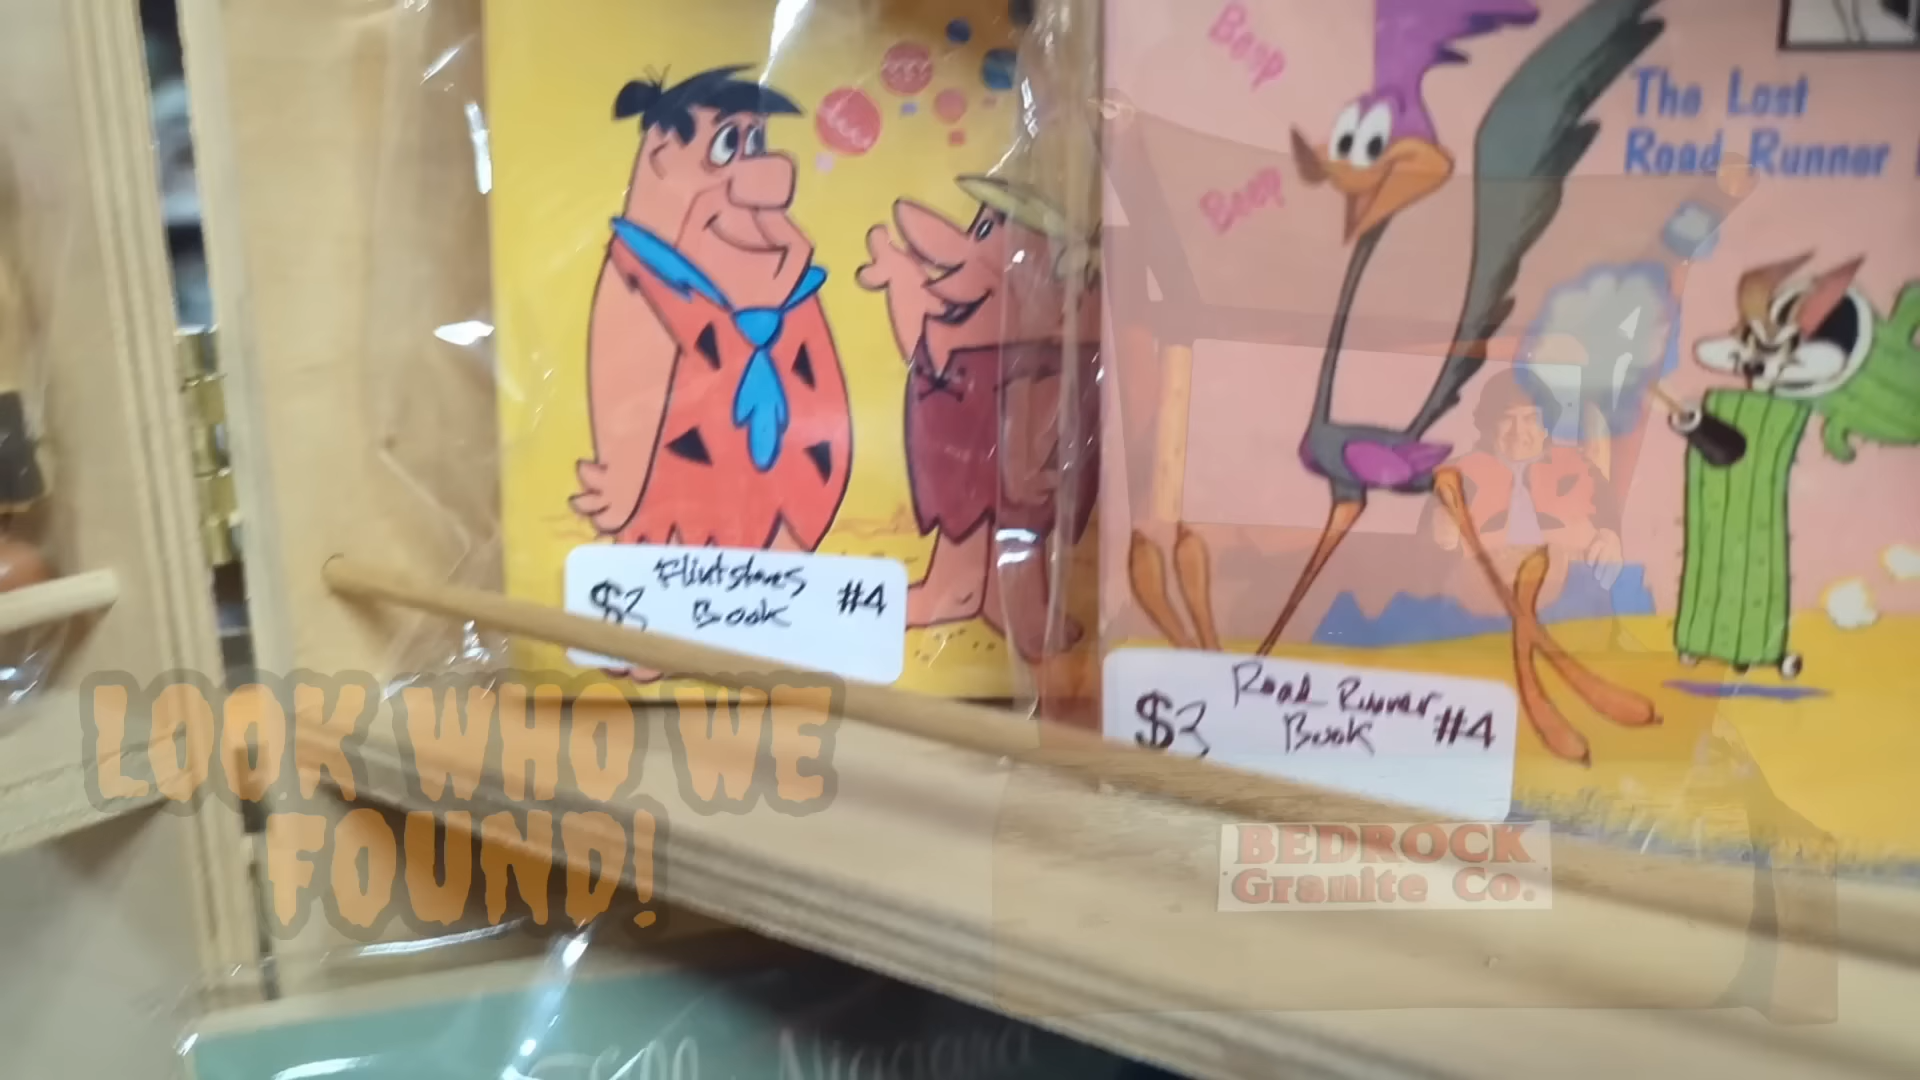 Beep
Beep
The Lost
Road Runner
Flintstones
$3 Book #4
Road Runner
$3 Book #4
LOOK WHO WE
FOUND!
BEDROCK
Granite Co.
Niagara